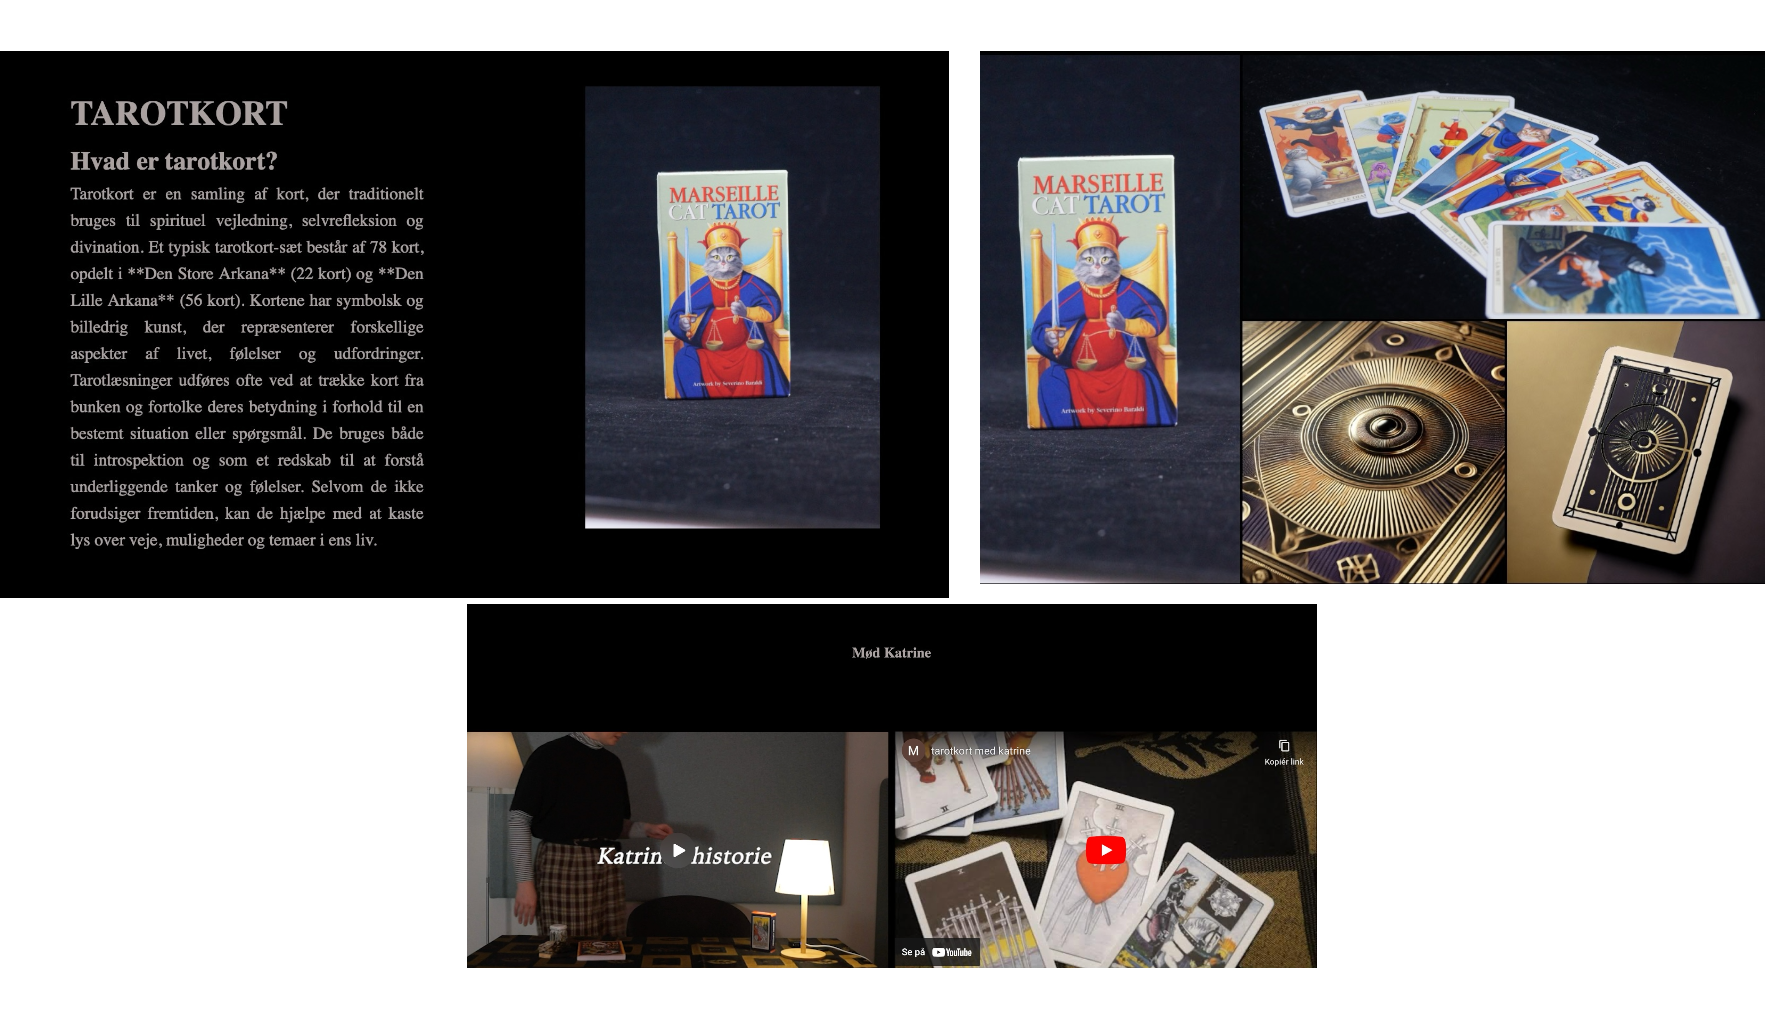 TAROTKORT
Hvad er tarotkort?
Tarotkort er en samling af kort, der traditionelt
bruges til spirituel vejledning, selvrefleksion og
divination. Et typisk tarotkort-sæt består af 78 kort,
opdelt i **Den Store Arkana** (22 kort) og **Den
Lille Arkana** (56 kort). Kortene har symbolsk og
billedrig kunst, der repræsenterer forskellige
aspekter af livet, følelser og udfordringer.
Tarotlæsninger udføres ofte ved at trække kort fra
bunken og fortolke deres betydning i forhold til en
bestemt situation eller spørgsmål. De bruges både
til introspektion og som et redskab til at forstå
underliggende tanker og følelser. Selvom de ikke
forudsiger fremtiden, kan de hjælpe med at kaste
lys over veje, muligheder og temaer i ens liv.
MARSEILLE
CAT TAROT
Artwork by Severino Baraldi
MARSEILLE
CAT TAROT
Artwork by Severino Baraldi
Mød Katrine
Katrin historie
M tarotkort med katrine
Kopiér link
VI
III
X
Se på YouTube